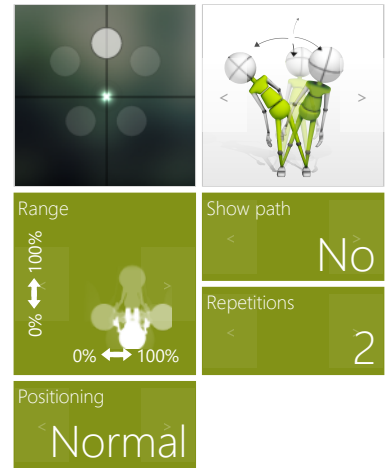 < >
Range
0% 100%
< >
0% 100%
Show path
< >
No
Repetitions
< >
2
Positioning
< >
Normal